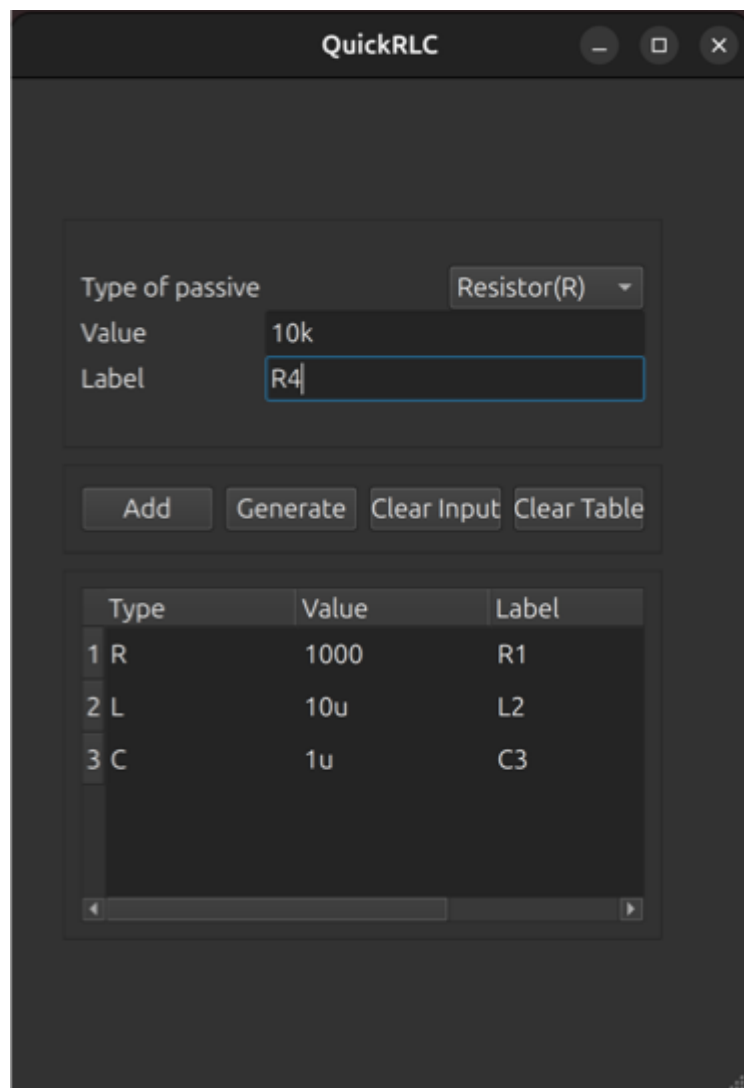 QuickRLC
Type of passive Resistor(R)
Value 10k
Label R4
Add Generate Clear Input Clear Table
Type Value Label
1 R 1000 R1
2 L 10u L2
3 C 1u C3